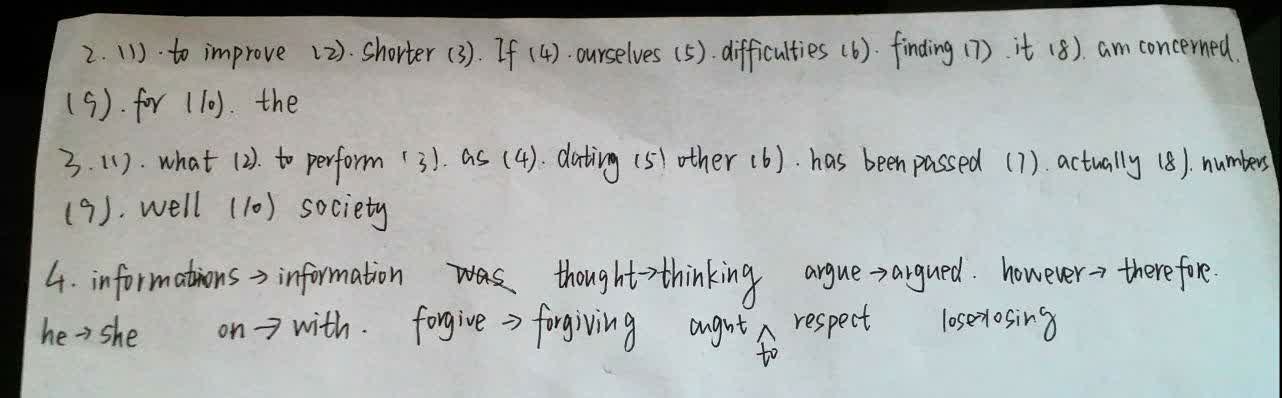 2. (1). to improve (2). shorter (3). If (4). ourselves (5). difficulties (6). finding (7) .it (8). am concerned.
(9). for (10). the
3. (1). what (2). to perform (3). as (4). dating (5) other (6). has been passed (7). actually (8). numbers
(9). well (10) society
4. informations → information was thought→thinking argue→argued. however→ therefore.
he→she on → with. forgive → forgiving ought ^ respect lose→losing
to